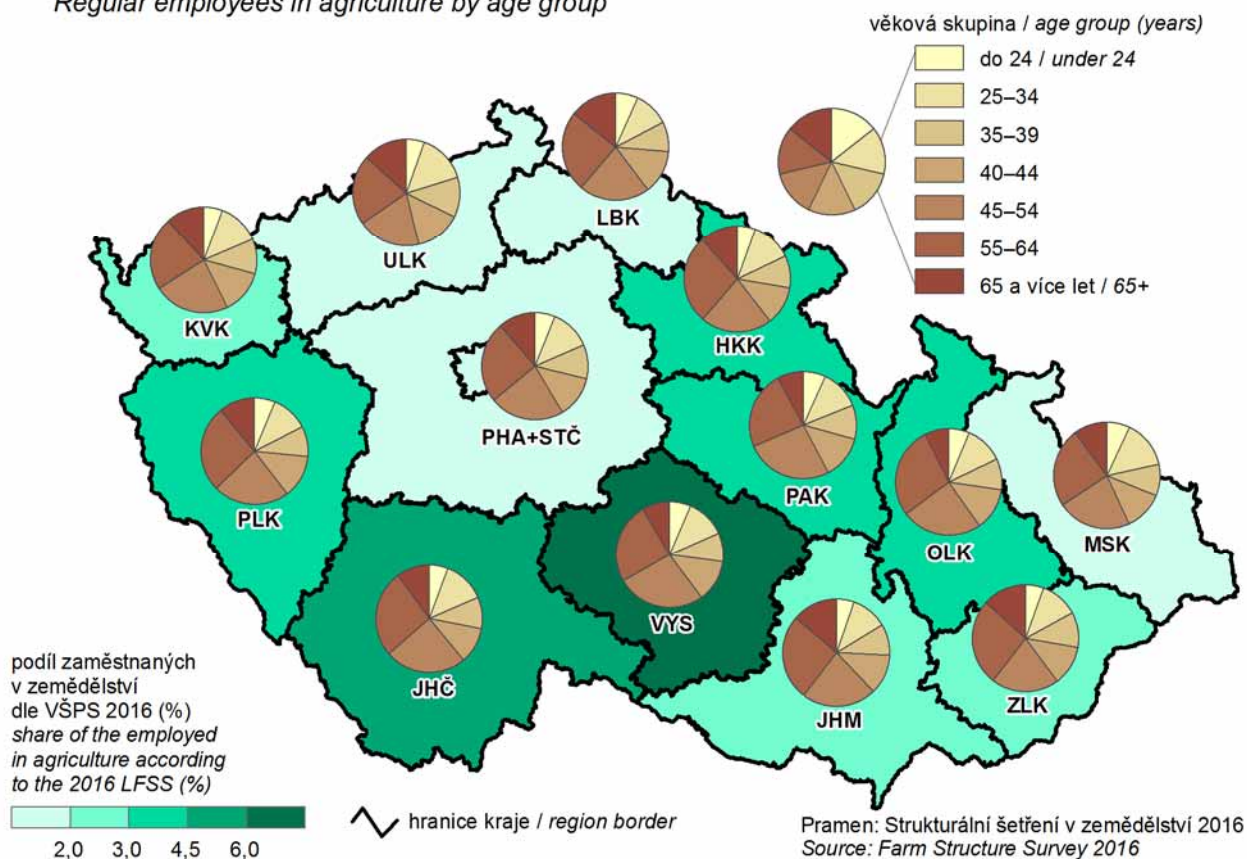 Regular employees in agriculture by age group
věková skupina / age group (years)
do 24 / under 24
25–34
35–39
40–44
45–54
55–64
65 a více let / 65+
LBK
ULK
KVK
HKK
PHA+STČ
PAK
PLK
OLK
MSK
VYS
JHČ
ZLK
JHM
podíl zaměstnaných
v zemědělství
dle VŠPS 2016 (%)
share of the employed
in agriculture according
to the 2016 LFSS (%)
2,0 3,0 4,5 6,0
hranice kraje / region border
Pramen: Strukturální šetření v zemědělství 2016
Source: Farm Structure Survey 2016